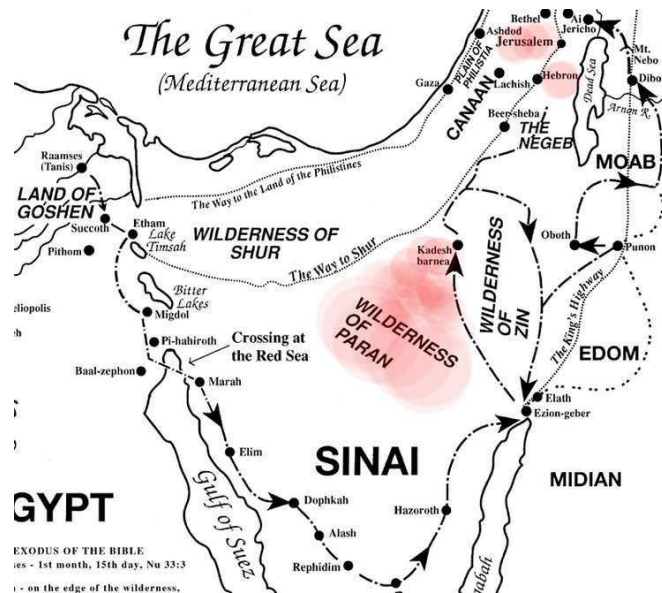 The Great Sea
(Mediterranean Sea)
Bethel
Ai
Jericho
Ashdod
Jerusalem
PLAIN OF
PHILISTIA
Mt.
Nebo
Gaza
Lachish
Hebron
Dead Sea
Dibo
CANAAN
Arnon R.
Beer-sheba
THE
NEGEB
MOAB
Raamses
(Tanis)
The Way to the Land of the Philistines
LAND OF
GOSHEN
Succoth
Etham
Lake
Timsah
WILDERNESS OF
SHUR
The Way to Shur
Pithom
Kadesh
barnea
Oboth
Punon
Bitter
Lakes
WILDERNESS
OF
ZIN
eliopolis
Migdol
WILDERNESS
OF
PARAN
The King's Highway
Pi-hahiroth
Crossing at
the Red Sea
EDOM
Baal-zephon
Marah
Elath
Ezion-geber
Elim
SINAI
MIDIAN
GYPT
Gulf of Suez
Dophkah
Hazoroth
Alash
EXODUS OF THE BIBLE
ses - 1st month, 15th day, Nu 33:3
Rephidim
qabah
- on the edge of the wilderness,